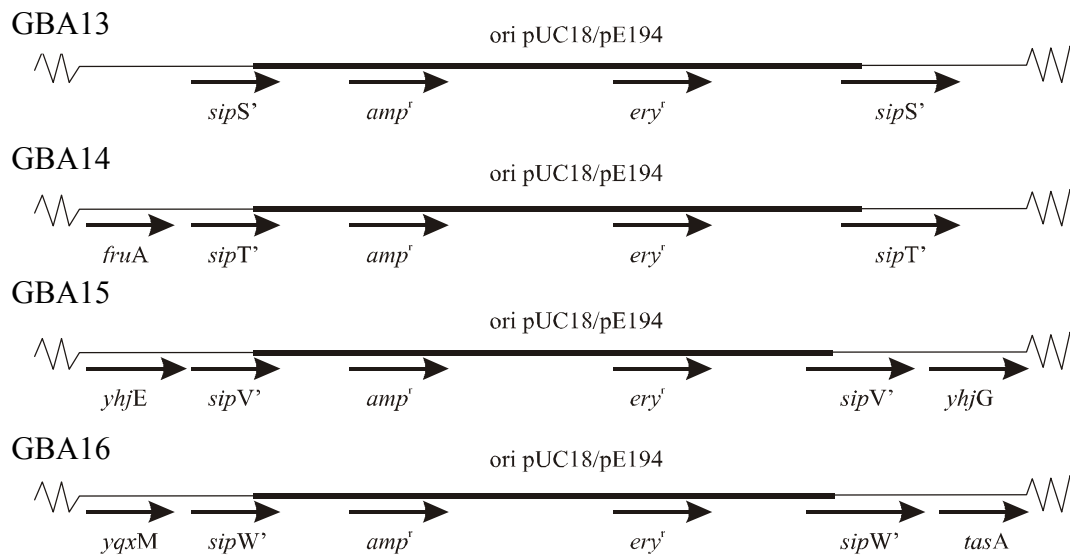 GBA13
ori pUC18/pE194
sipS’ ampʳ eryʳ sipS’
GBA14
ori pUC18/pE194
fruA sipT’ ampʳ eryʳ sipT’
GBA15
ori pUC18/pE194
yhjE sipV’ ampʳ eryʳ sipV’ yhjG
GBA16
ori pUC18/pE194
yqxM sipW’ ampʳ eryʳ sipW’ tasA